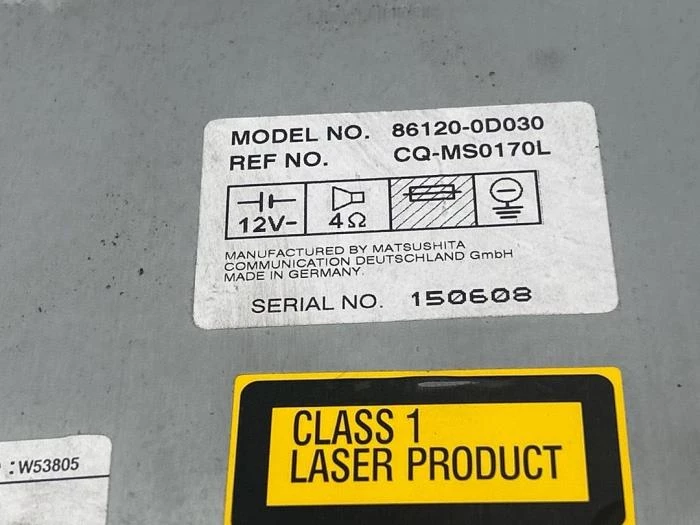 MODEL NO. 86120-0D030
REF NO. CQ-MS0170L
12V- 4Ω
MANUFACTURED BY MATSUSHITA
COMMUNICATION DEUTSCHLAND GmbH
MADE IN GERMANY.
SERIAL NO. 150608
CLASS 1
LASER PRODUCT
: W53805